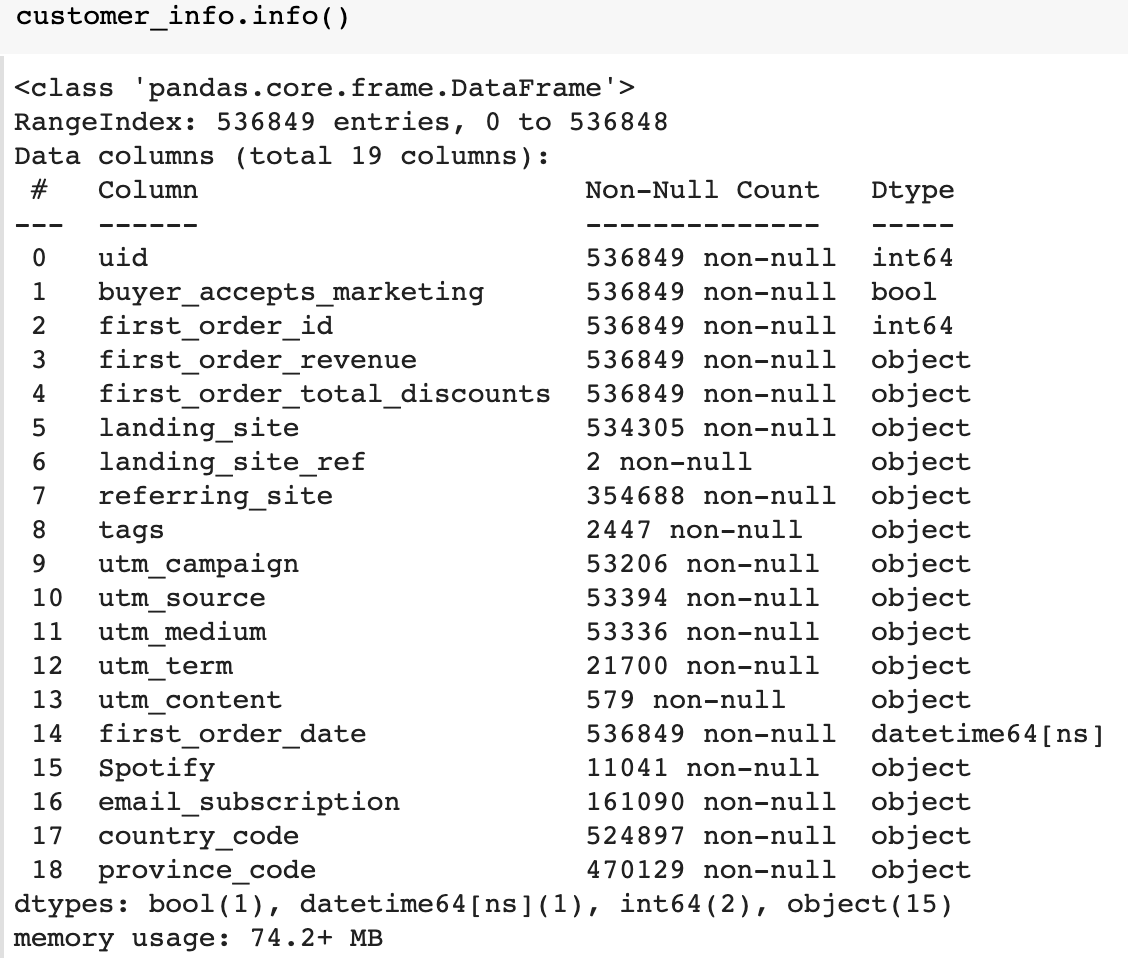 customer_info.info()
<class 'pandas.core.frame.DataFrame'>
RangeIndex: 536849 entries, 0 to 536848
Data columns (total 19 columns):
 #   Column                       Non-Null Count   Dtype
---  ------                       --------------   -----
 0   uid                          536849 non-null  int64
 1   buyer_accepts_marketing      536849 non-null  bool
 2   first_order_id               536849 non-null  int64
 3   first_order_revenue          536849 non-null  object
 4   first_order_total_discounts  536849 non-null  object
 5   landing_site                 534305 non-null  object
 6   landing_site_ref             2 non-null       object
 7   referring_site               354688 non-null  object
 8   tags                         2447 non-null    object
 9   utm_campaign                 53206 non-null   object
 10  utm_source                   53394 non-null   object
 11  utm_medium                   53336 non-null   object
 12  utm_term                     21700 non-null   object
 13  utm_content                  579 non-null     object
 14  first_order_date             536849 non-null  datetime64[ns]
 15  Spotify                      11041 non-null   object
 16  email_subscription           161090 non-null  object
 17  country_code                 524897 non-null  object
 18  province_code                470129 non-null  object
dtypes: bool(1), datetime64[ns](1), int64(2), object(15)
memory usage: 74.2+ MB